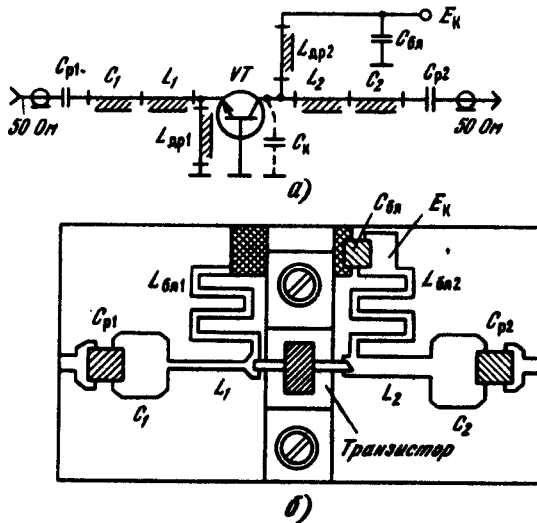 Eк
Lдр2
Cбл
Cр1
C1
L1
VT
L2
C2
Cр2
50 Ом
Lдр1
Cк
50 Ом
а)
Cбл
Eк
Lбл1
Lбл2
Cр1
Cр2
C1
L1
L2
C2
Транзистор
б)